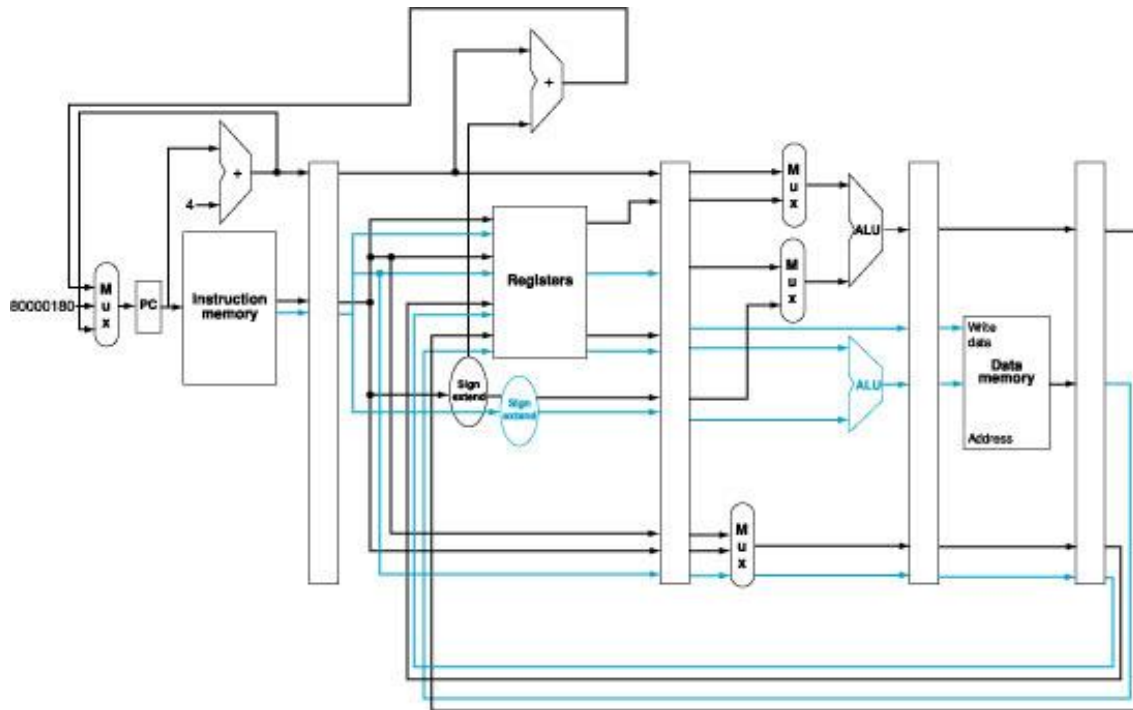 +
+
4
M
u
x
ALU
80000180
M
u
x
PC
Instruction
memory
Registers
M
u
x
Write
data
Data
memory
Address
ALU
Sign
extend
Sign
extend
M
u
x